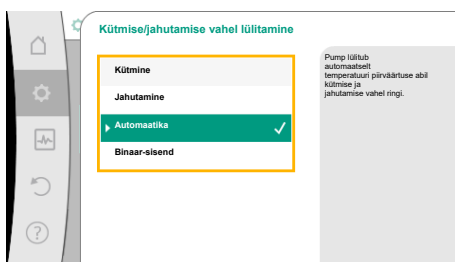 Kütmise/jahutamise vahel lülitamine
Kütmine
Jahutamine
Automaatika
Binaar-sisend
Pump lülitub
automaatselt
temperatuuri piirväärtuse abil
kütmise ja
jahutamise vahel ringi.
?